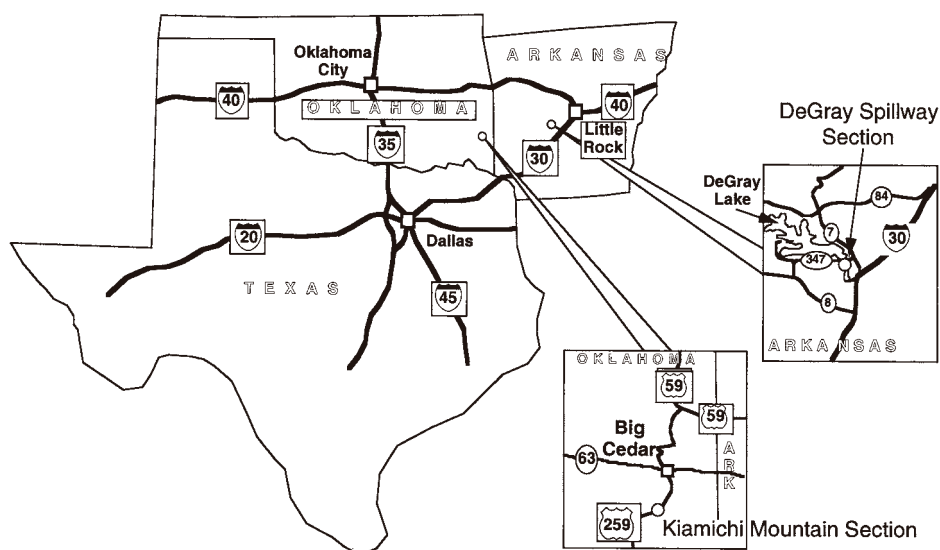 Oklahoma
City
ARKANSAS
40
OKLAHOMA
40
35
Little
Rock
30
DeGray Spillway
Section
DeGray
Lake
84
7
30
347
8
ARKANSAS
20
Dallas
TEXAS
45
OKLAHOMA
59
59
Big
Cedar
ARK
63
259
Kiamichi Mountain Section